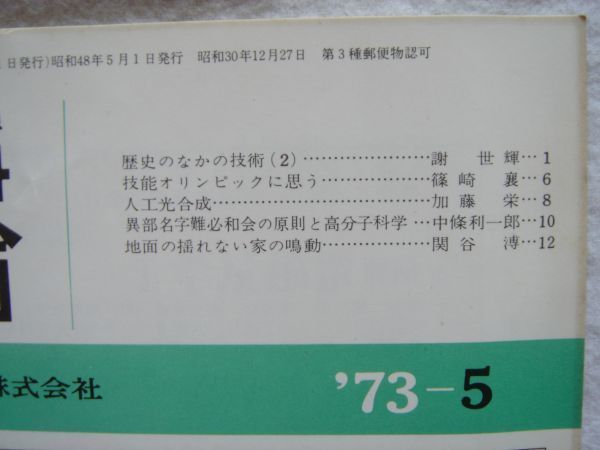 日発行)昭和48年5月1日発行 昭和30年12月27日 第3種郵便物認可
歴史のなかの技術(2)…………………謝 世輝…1
技能オリンピックに思う………………篠崎 襄…6
人工光合成………………………………加藤 栄…8
異部名字難必和会の原則と高分子科学…中條利一郎…10
地面の揺れない家の鳴動………………関谷 溥…12
株式会社
'73-5